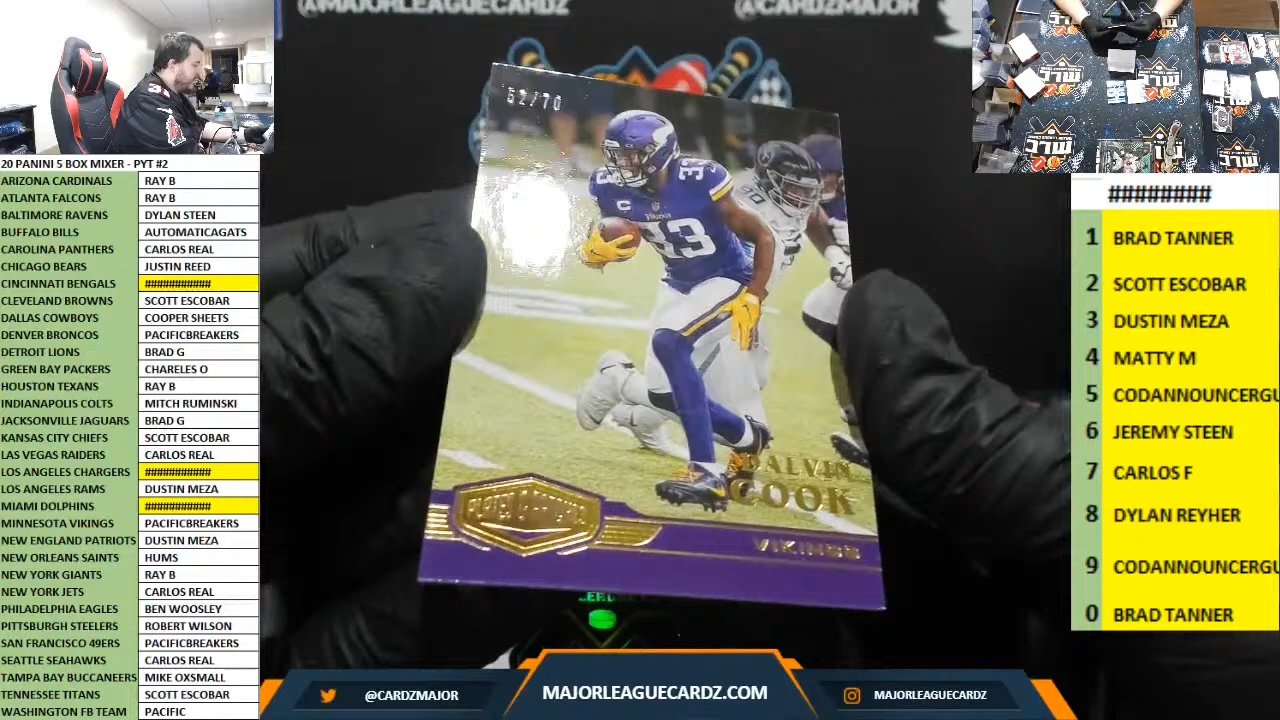 @MAJORLEAGUECARDZ
@CARDZMAJOR
20 PANINI 5 BOX MIXER - PYT #2
ARIZONA CARDINALS RAY B
ATLANTA FALCONS RAY B
BALTIMORE RAVENS DYLAN STEEN
BUFFALO BILLS AUTOMATICAGATS
CAROLINA PANTHERS CARLOS REAL
CHICAGO BEARS JUSTIN REED
CINCINNATI BENGALS ###########
CLEVELAND BROWNS SCOTT ESCOBAR
DALLAS COWBOYS COOPER SHEETS
DENVER BRONCOS PACIFICBREAKERS
DETROIT LIONS BRAD G
GREEN BAY PACKERS CHARELES O
HOUSTON TEXANS RAY B
INDIANAPOLIS COLTS MITCH RUMINSKI
JACKSONVILLE JAGUARS BRAD G
KANSAS CITY CHIEFS SCOTT ESCOBAR
LAS VEGAS RAIDERS CARLOS REAL
LOS ANGELES CHARGERS ###########
LOS ANGELES RAMS DUSTIN MEZA
MIAMI DOLPHINS ###########
MINNESOTA VIKINGS PACIFICBREAKERS
NEW ENGLAND PATRIOTS DUSTIN MEZA
NEW ORLEANS SAINTS HUMS
NEW YORK GIANTS RAY B
NEW YORK JETS CARLOS REAL
PHILADELPHIA EAGLES BEN WOOSLEY
PITTSBURGH STEELERS ROBERT WILSON
SAN FRANCISCO 49ERS PACIFICBREAKERS
SEATTLE SEAHAWKS CARLOS REAL
TAMPA BAY BUCCANEERS MIKE OXSMALL
TENNESSEE TITANS SCOTT ESCOBAR
WASHINGTON FB TEAM PACIFIC
52/70
33
C
Vikings
33
DALVIN
COOK
VIKINGS
########
1 BRAD TANNER
2 SCOTT ESCOBAR
3 DUSTIN MEZA
4 MATTY M
5 CODANNOUNCERGU
6 JEREMY STEEN
7 CARLOS F
8 DYLAN REYHER
9 CODANNOUNCERGU
0 BRAD TANNER
@CARDZMAJOR
MAJORLEAGUECARDZ.COM
MAJORLEAGUECARDZ